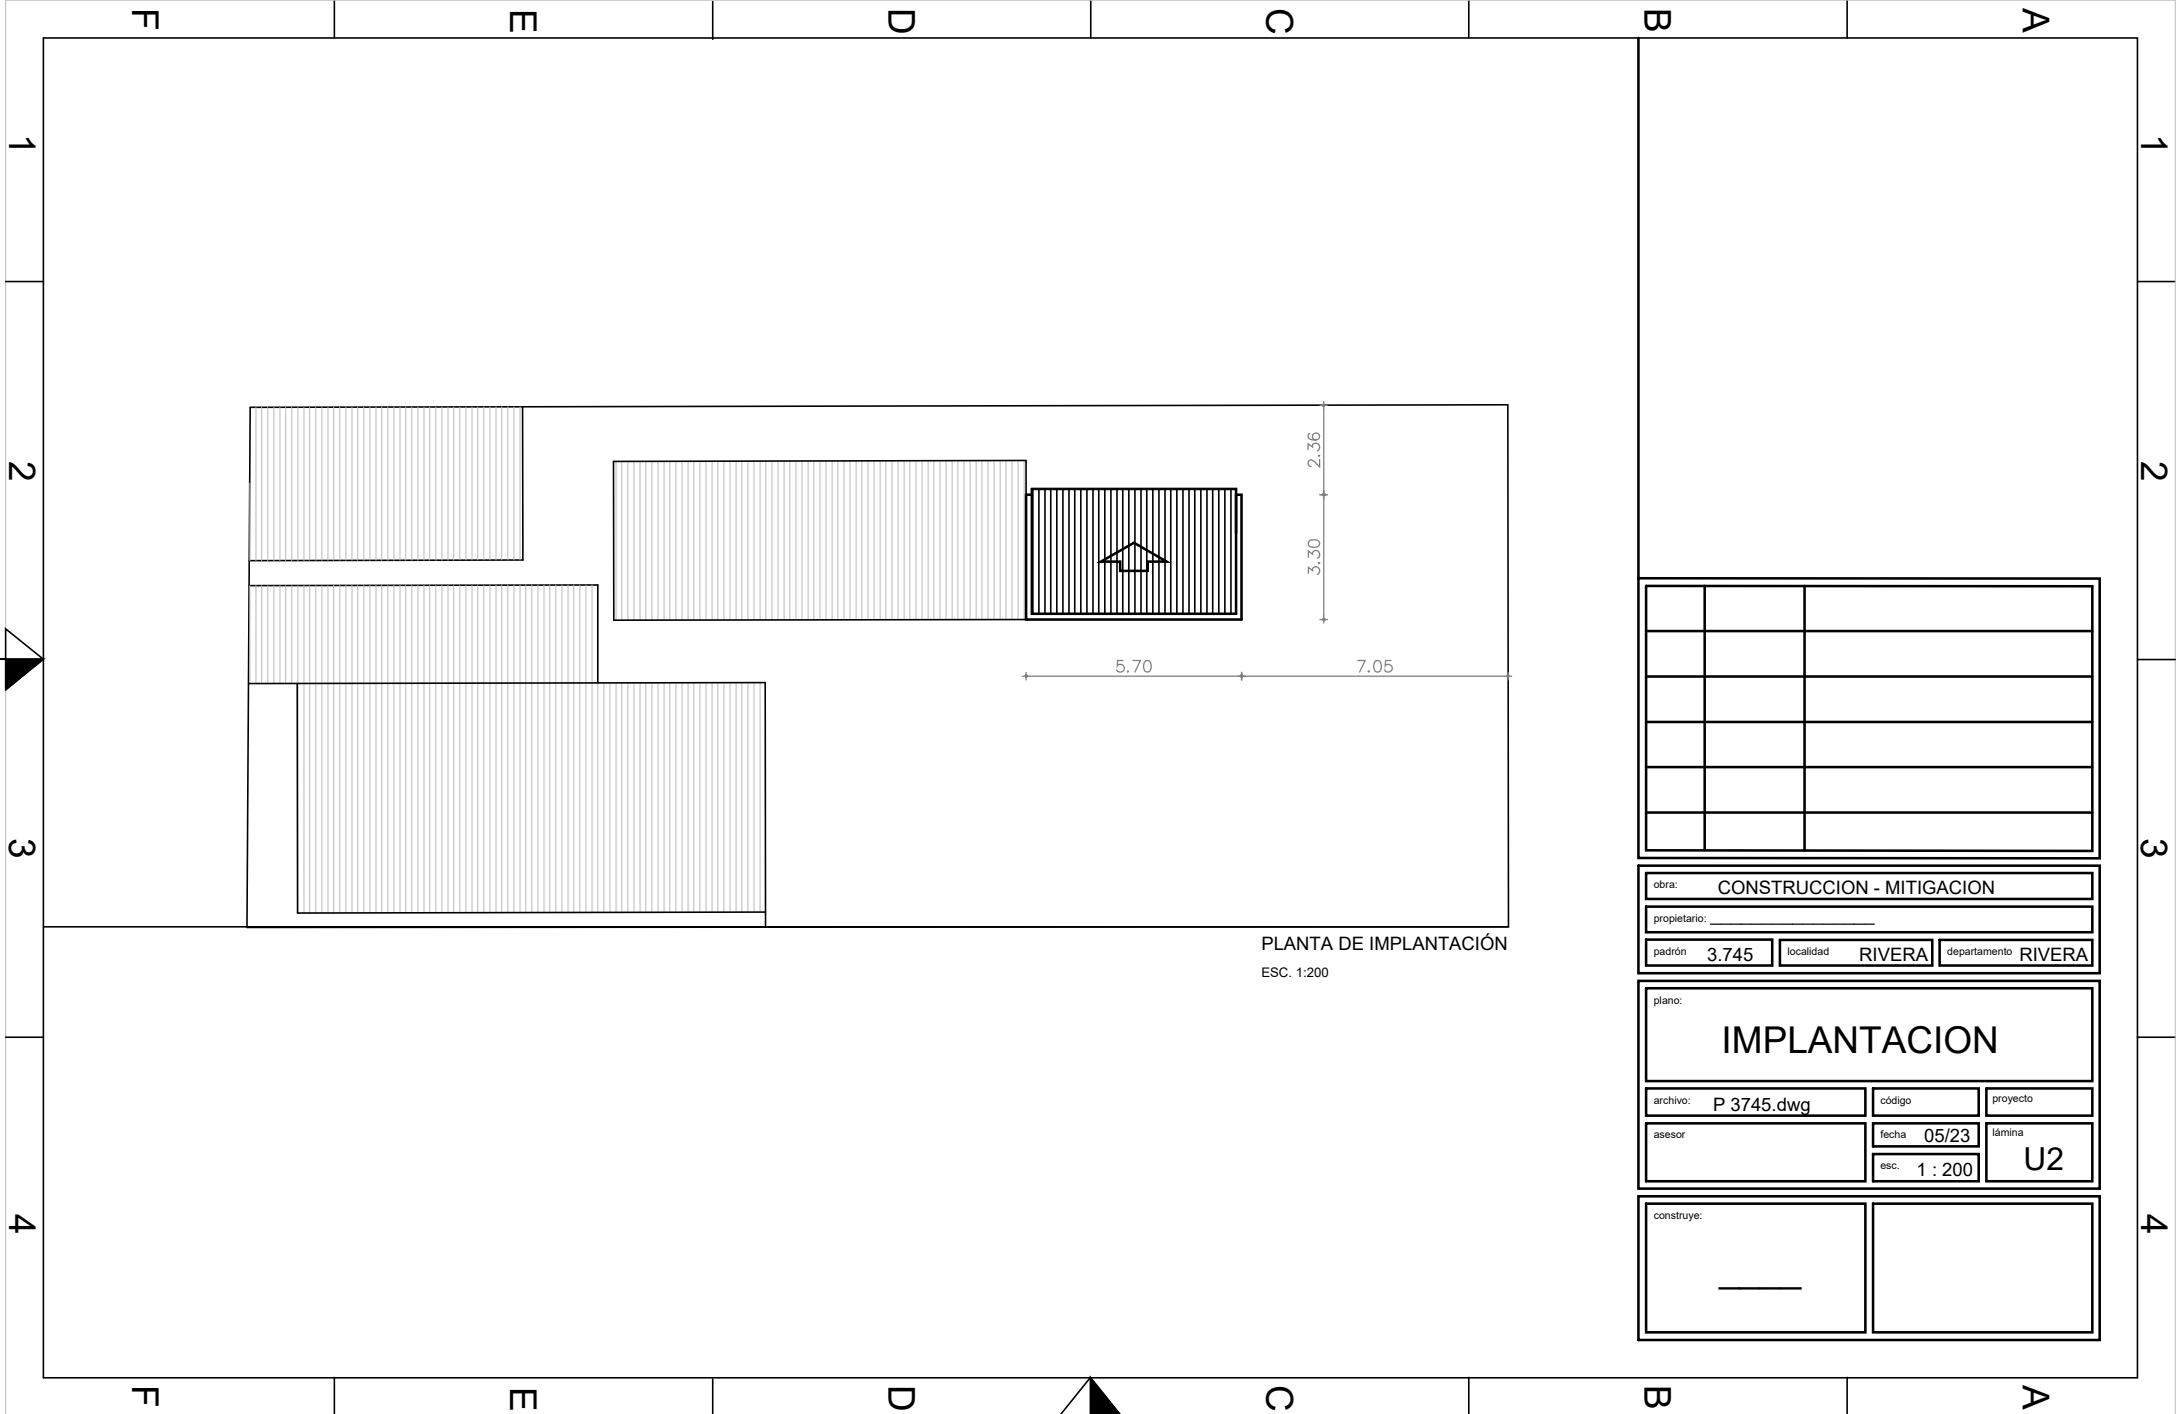 F E D C B A
1 1
2 2
3 3
4 4
2.36
3.30
5.70 7.05
PLANTA DE IMPLANTACIÓN
ESC. 1:200
obra: CONSTRUCCION - MITIGACION
propietario:
padrón 3.745 localidad RIVERA departamento RIVERA
plano:
IMPLANTACION
archivo: P 3745.dwg código proyecto
asesor fecha 05/23 lámina
esc. 1 : 200 U2
construye:
F E D C B A